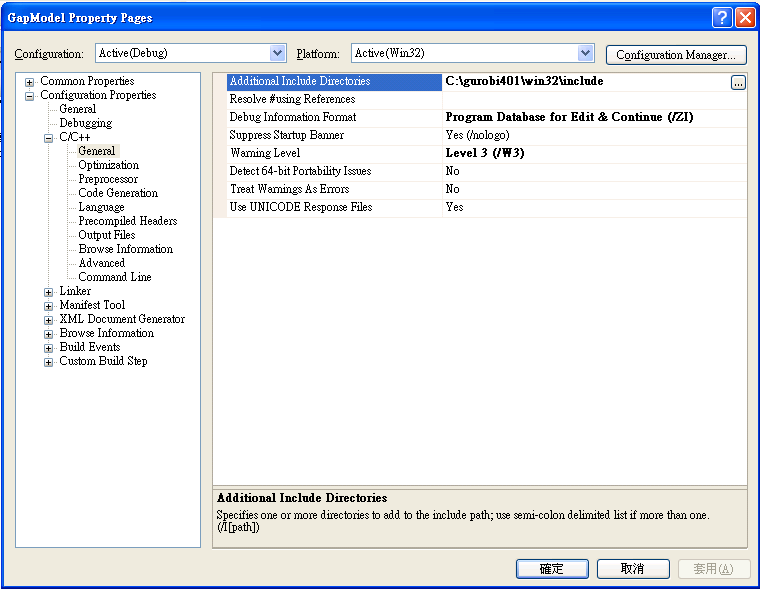 GapModel Property Pages
Configuration: Active(Debug) Platform: Active(Win32) Configuration Manager...
Common Properties
Configuration Properties
General
Debugging
C/C++
General
Optimization
Preprocessor
Code Generation
Language
Precompiled Headers
Output Files
Browse Information
Advanced
Command Line
Linker
Manifest Tool
XML Document Generator
Browse Information
Build Events
Custom Build Step
Additional Include Directories C:\gurobi401\win32\include ...
Resolve #using References
Debug Information Format Program Database for Edit & Continue (/ZI)
Suppress Startup Banner Yes (/nologo)
Warning Level Level 3 (/W3)
Detect 64-bit Portability Issues No
Treat Warnings As Errors No
Use UNICODE Response Files Yes
Additional Include Directories
Specifies one or more directories to add to the include path; use semi-colon delimited list if more than one.
(/I[path])
確定 取消 套用(A)